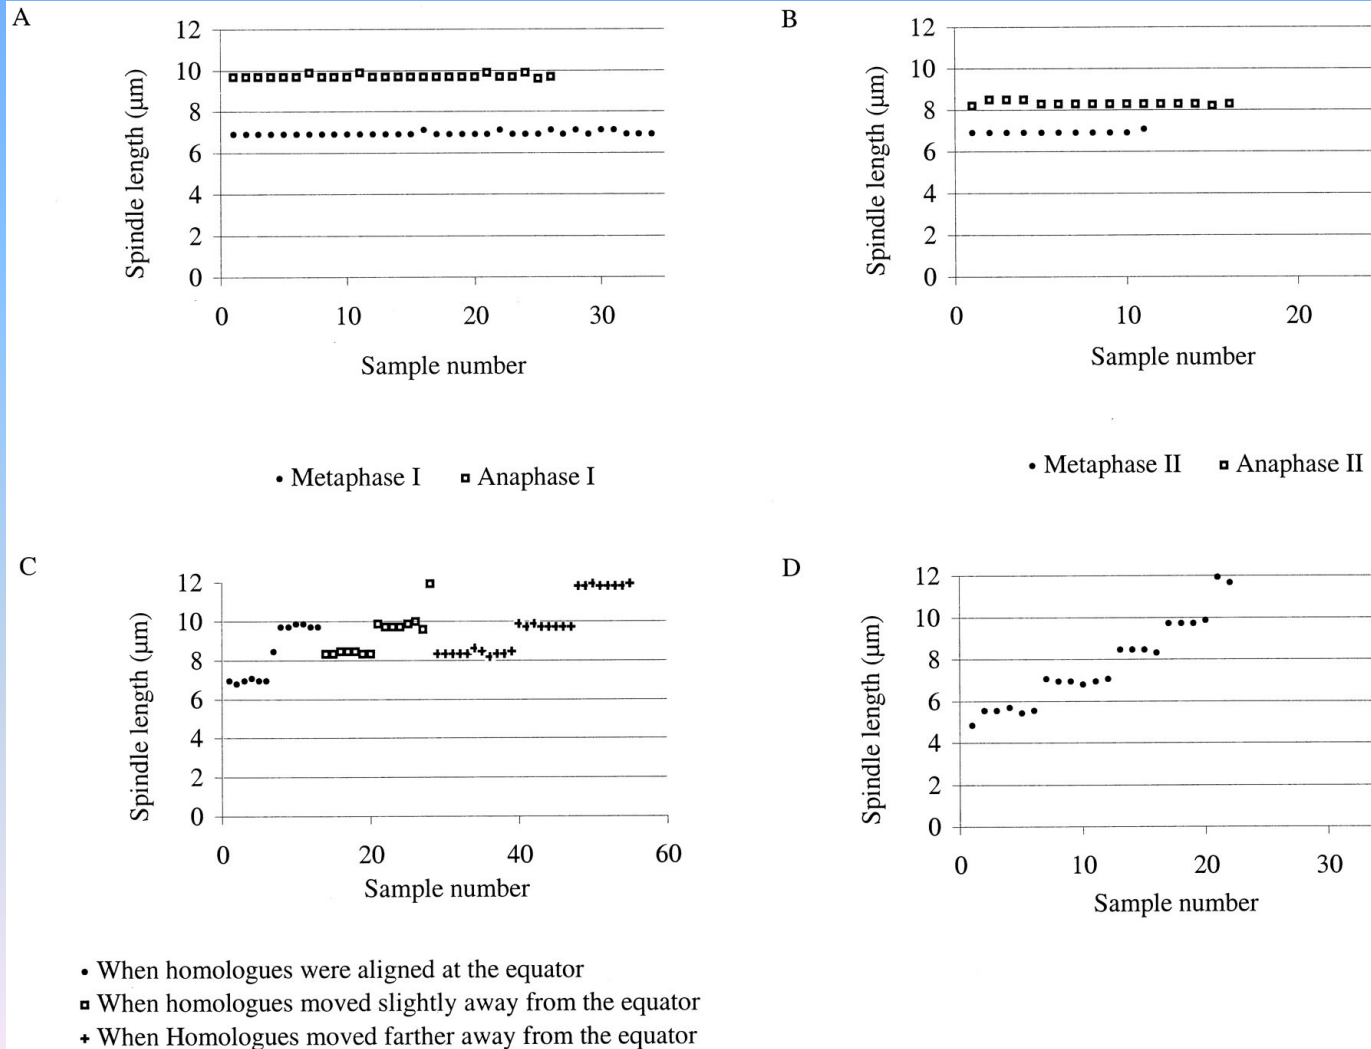 A
12
10
8
6
4
2
0
Spindle length (µm)
0 10 20 30
Sample number
• Metaphase I ▫ Anaphase I
B
12
10
8
6
4
2
0
Spindle length (µm)
0 10 20
Sample number
• Metaphase II ▫ Anaphase II
C
12
10
8
6
4
2
0
Spindle length (µm)
0 20 40 60
Sample number
• When homologues were aligned at the equator
▫ When homologues moved slightly away from the equator
+ When Homologues moved farther away from the equator
D
12
10
8
6
4
2
0
Spindle length (µm)
0 10 20 30
Sample number